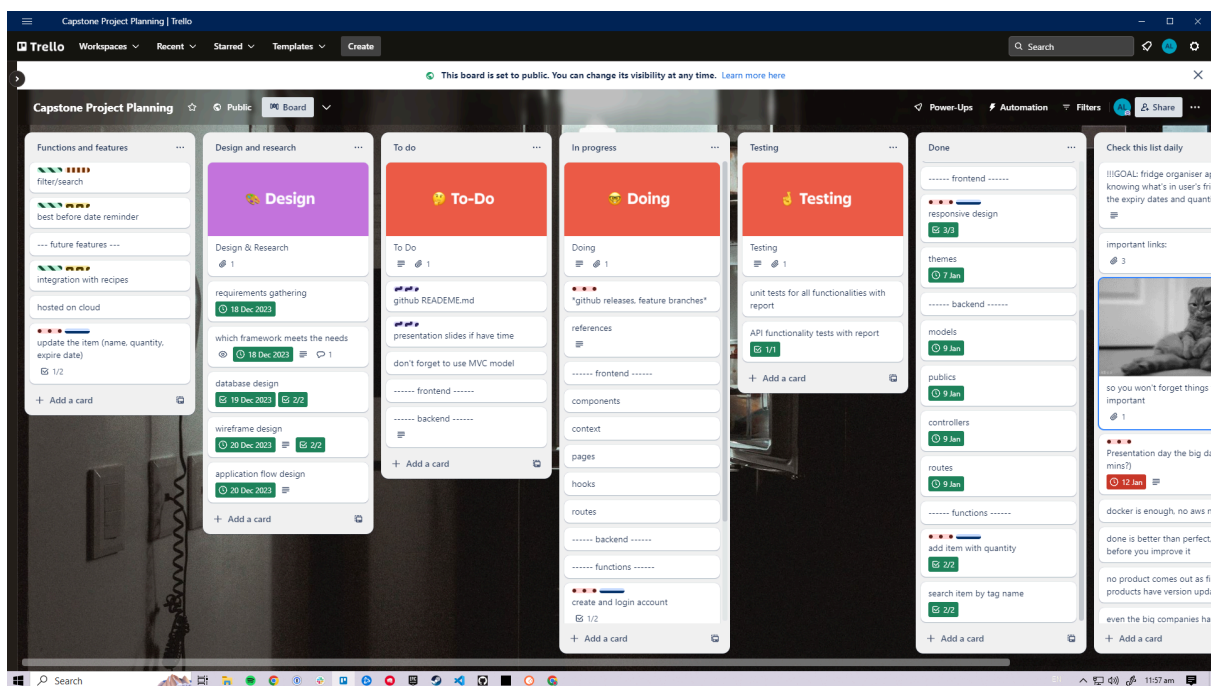 Capstone Project Planning | Trello
Trello Workspaces Recent Starred Templates Create Search AL
This board is set to public. You can change its visibility at any time. Learn more here
Capstone Project Planning Public Board Power-Ups Automation Filters AL Share
Functions and features
filter/search
best before date reminder
--- future features ---
integration with recipes
hosted on cloud
update the item (name, quantity,
expire date)
1/2
+ Add a card
Design and research
Design
Design & Research
1
requirements gathering
18 Dec 2023
which framework meets the needs
18 Dec 2023 1
database design
19 Dec 2023 2/2
wireframe design
20 Dec 2023 2/2
application flow design
20 Dec 2023
+ Add a card
To do
To-Do
To Do
1
github READEME.md
presentation slides if have time
don't forget to use MVC model
------ frontend ------
------ backend ------
+ Add a card
In progress
Doing
Doing
1
*github releases, feature branches*
references
------ frontend ------
components
context
pages
hooks
routes
------ backend ------
------ functions ------
create and login account
1/2
+ Add a card
Testing
Testing
Testing
1
unit tests for all functionalities with
report
API functionality tests with report
1/1
+ Add a card
Done
------ frontend ------
responsive design
3/3
themes
7 Jan
------ backend ------
models
9 Jan
publics
9 Jan
controllers
9 Jan
routes
9 Jan
------ functions ------
add item with quantity
2/2
search item by tag name
2/2
+ Add a card
Check this list daily
!!!GOAL: fridge organiser ap
knowing what's in user's fri
the expiry dates and quanti
important links:
3
so you won't forget things
important
1
Presentation day the big da
mins?)
12 Jan
docker is enough, no aws n
done is better than perfect,
before you improve it
no product comes out as fi
products have version upda
even the big companies ha
+ Add a card
Search
11:57 am